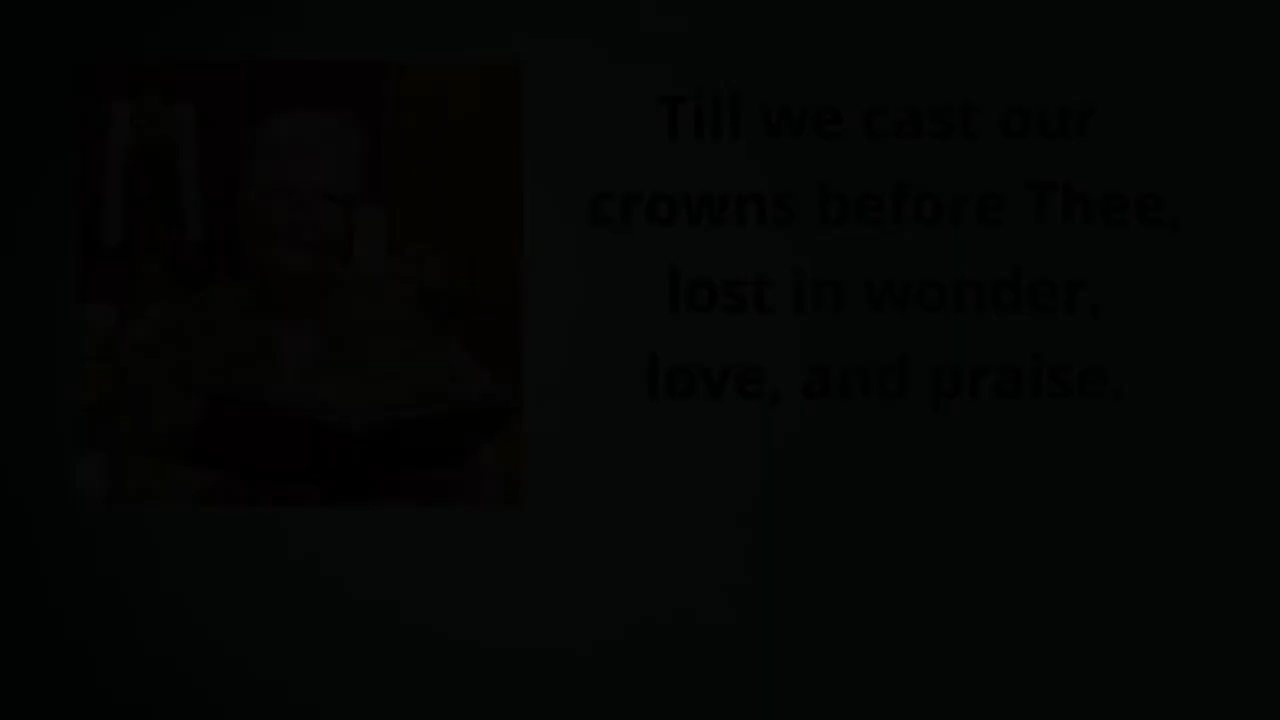 Till we cast our
crowns before Thee,
lost in wonder,
love, and praise.